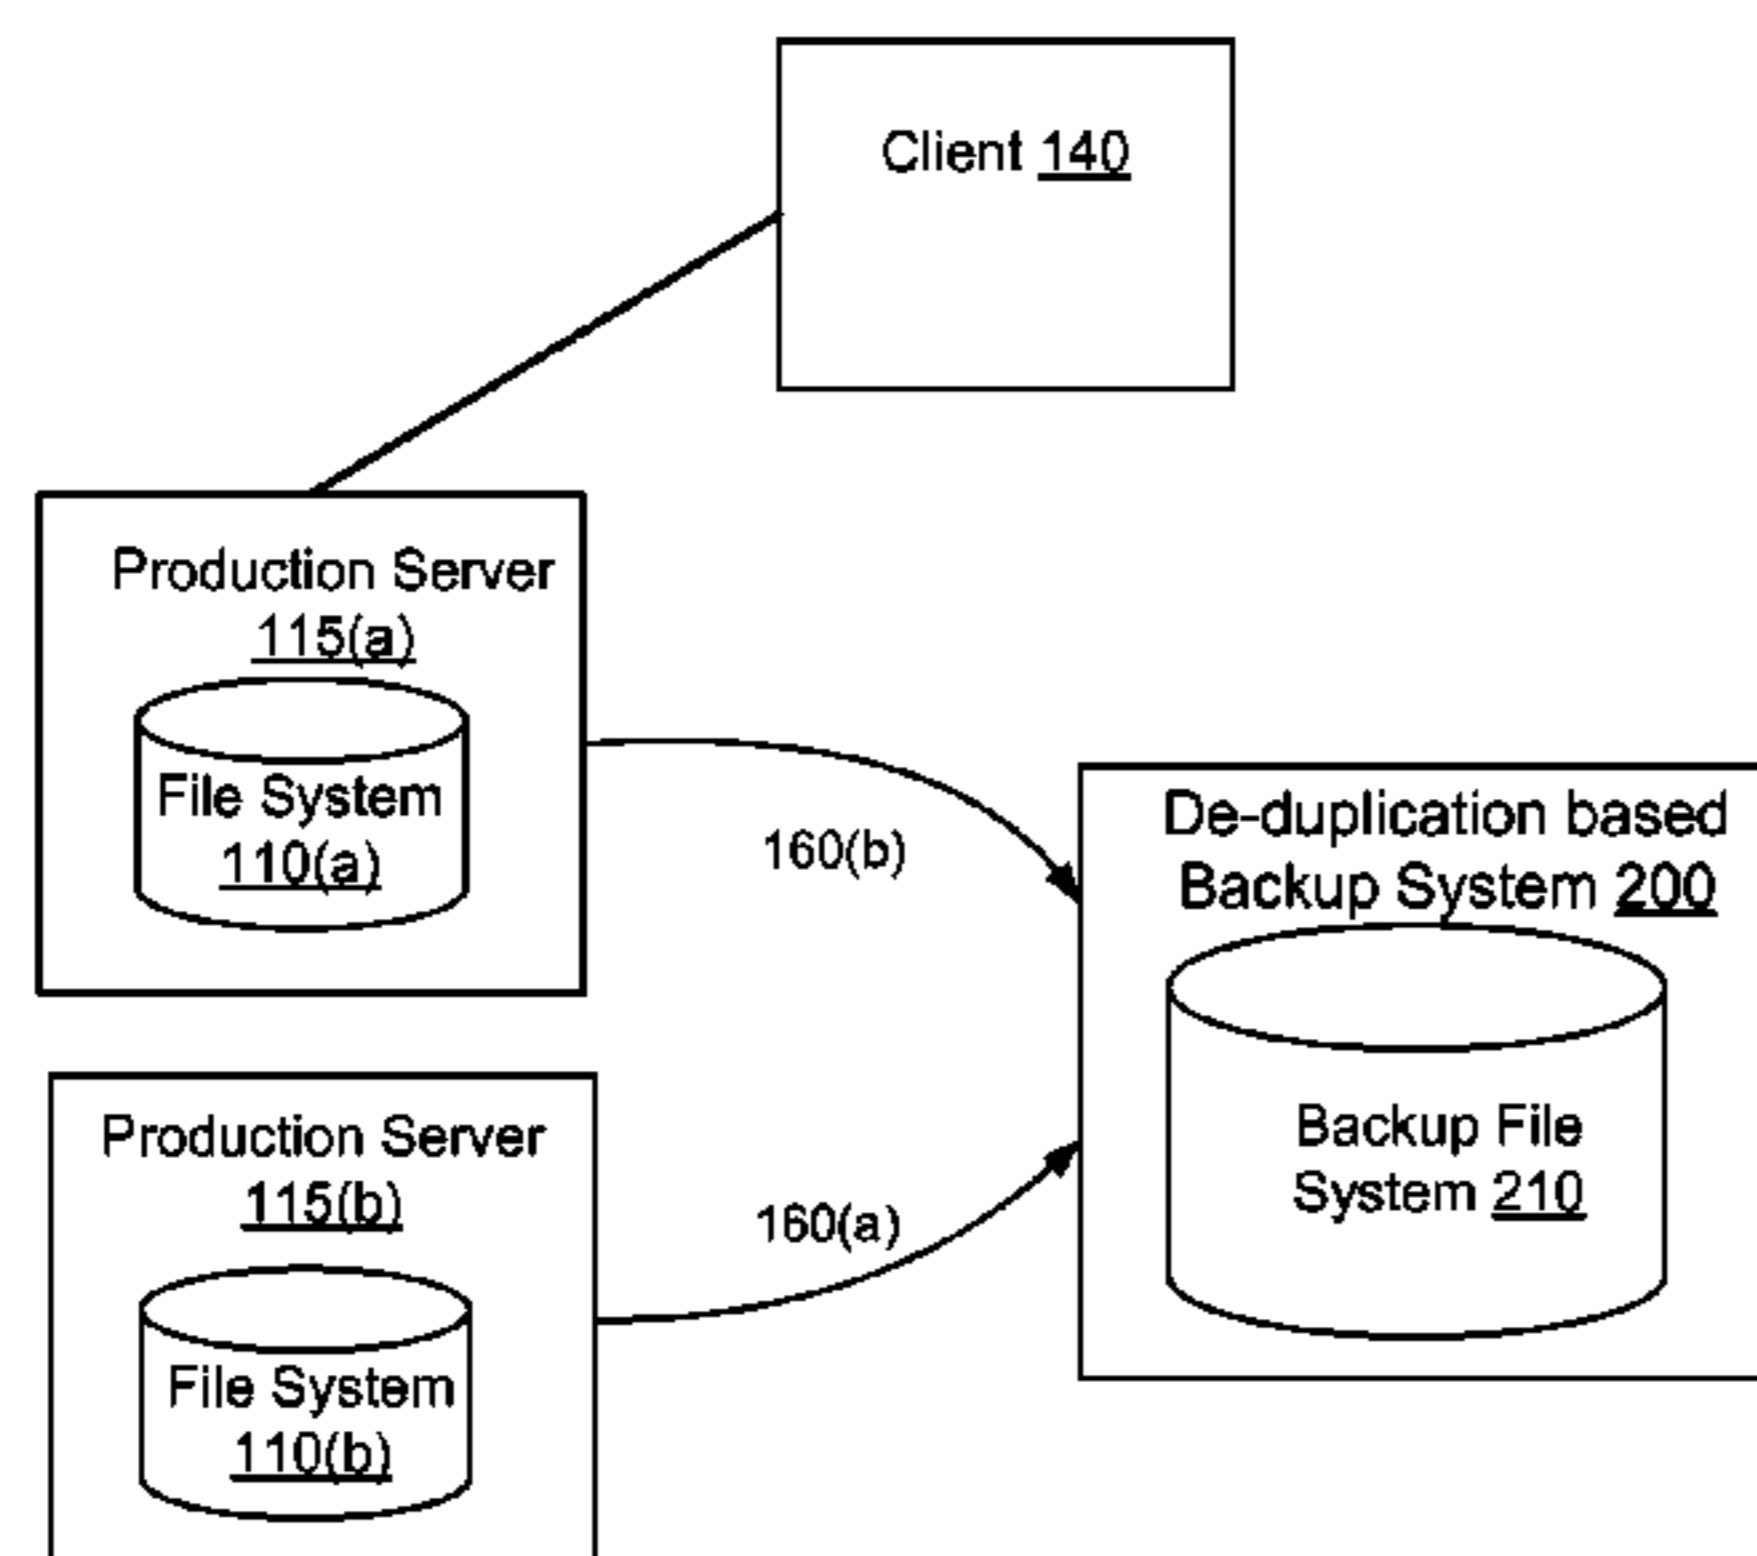 Client 140
Production Server
115(a)
File System
110(a)
160(b)
De-duplication based
Backup System 200
Backup File
System 210
Production Server
115(b)
160(a)
File System
110(b)